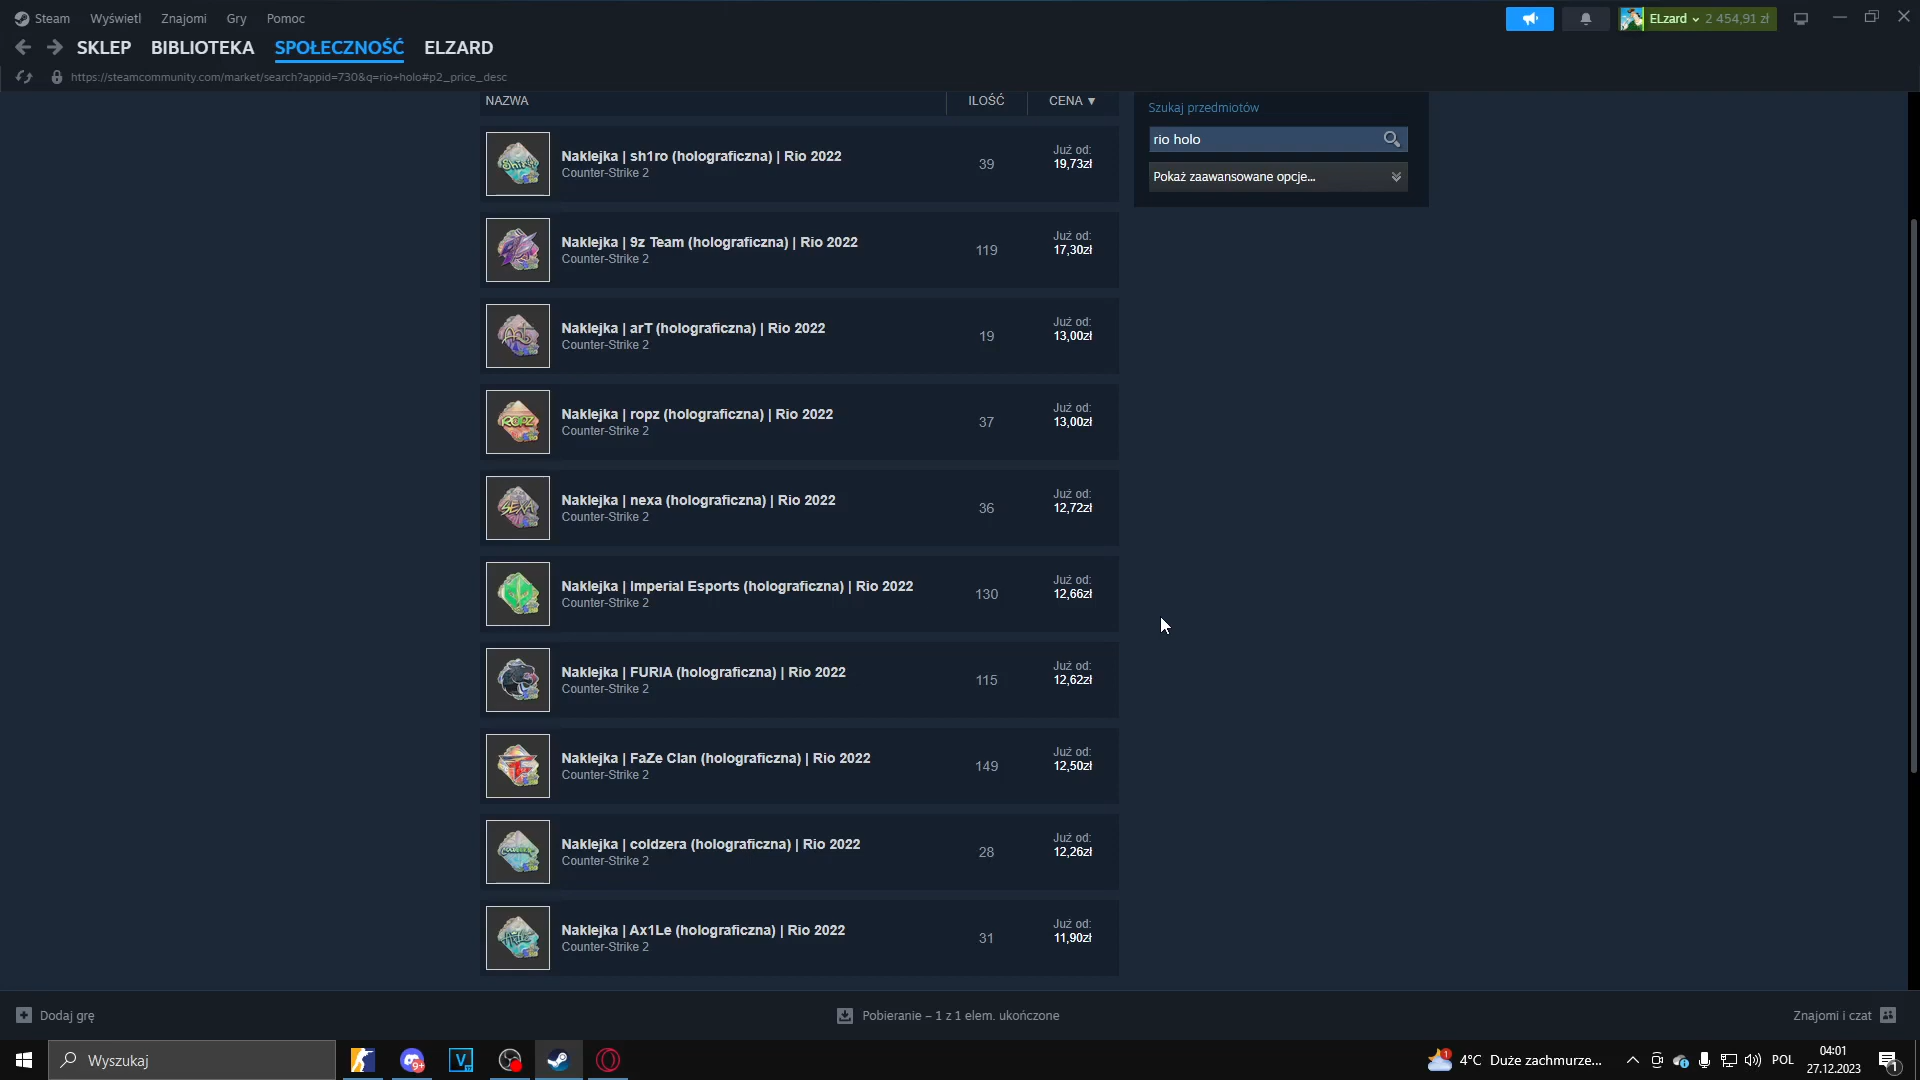 Steam Wyświetl Znajomi Gry Pomoc
ELzard 2 454,91 zł
SKLEP BIBLIOTEKA SPOŁECZNOŚĆ ELZARD
https://steamcommunity.com/market/search?appid=730&q=rio+holo#p2_price_desc
NAZWA ILOŚĆ CENA ▼
Szukaj przedmiotów
rio holo
Pokaż zaawansowane opcje...
Naklejka | sh1ro (holograficzna) | Rio 2022
Counter-Strike 2
39
Już od:
19,73zł
Naklejka | 9z Team (holograficzna) | Rio 2022
Counter-Strike 2
119
Już od:
17,30zł
Naklejka | arT (holograficzna) | Rio 2022
Counter-Strike 2
19
Już od:
13,00zł
ROPZ
Naklejka | ropz (holograficzna) | Rio 2022
Counter-Strike 2
37
Już od:
13,00zł
Naklejka | nexa (holograficzna) | Rio 2022
Counter-Strike 2
36
Już od:
12,72zł
Naklejka | Imperial Esports (holograficzna) | Rio 2022
Counter-Strike 2
130
Już od:
12,66zł
Naklejka | FURIA (holograficzna) | Rio 2022
Counter-Strike 2
115
Już od:
12,62zł
Naklejka | FaZe Clan (holograficzna) | Rio 2022
Counter-Strike 2
149
Już od:
12,50zł
Naklejka | coldzera (holograficzna) | Rio 2022
Counter-Strike 2
28
Już od:
12,26zł
Naklejka | Ax1Le (holograficzna) | Rio 2022
Counter-Strike 2
31
Już od:
11,90zł
Dodaj grę
Pobieranie – 1 z 1 elem. ukończone
Znajomi i czat
Wyszukaj
9+
V
1
4°C Duże zachmurze...
POL
04:01
27.12.2023
1